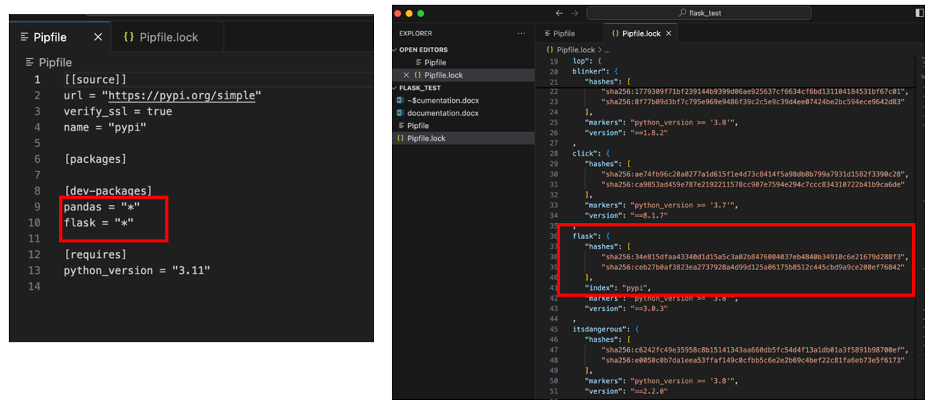 Pipfile
Pipfile.lock
Pipfile
1 [[source]]
2 url = "https://pypi.org/simple"
3 verify_ssl = true
4 name = "pypi"
5
6 [packages]
7
8 [dev-packages]
9 pandas = "*"
10 flask = "*"
11
12 [requires]
13 python_version = "3.11"
14
flask_test
EXPLORER
OPEN EDITORS
Pipfile
{} Pipfile.lock
FLASK_TEST
~$cumentation.docx
documentation.docx
Pipfile
{} Pipfile.lock
Pipfile
{} Pipfile.lock
{} Pipfile.lock > ...
19 lop": {
20 blinker": {
21 "hashes": [
22 "sha256:1779309f71bf239144b9399d06ae925637cf6634cf6bd131104184531bf67c01",
23 "sha256:8f77b09d3bf7c795e969e9486f39c2c5e9c39d4ee07424be2bc594ece9642d83"
24 ],
25 "markers": "python_version >= '3.8'",
26 "version": "==1.8.2"
27 ,
28 click": {
29 "hashes": [
30 "sha256:ae74fb96c20a0277a1d615f1e4d73c8414f5a98db8b799a7931d1582f3390c28",
31 "sha256:ca9853ad459e787e2192211578cc907e7594e294c7ccc834310722b41b9ca6de"
32 ],
33 "markers": "python_version >= '3.7'",
34 "version": "==8.1.7"
35 ,
36 flask": {
37 "hashes": [
38 "sha256:34e815dfaa43340d1d15a5c3a02b8476004037eb4840b34910c6e21679d288f3",
39 "sha256:ceb27b0af3823ea2737928a4d99d125a06175b8512c445cbd9a9ce200ef76842"
40 ],
41 "index": "pypi",
42 "markers": "python_version >= '3.8'",
43 "version": "==3.0.3"
44 ,
45 itsdangerous": {
46 "hashes": [
47 "sha256:c6242fc49e35958c8b15141343aa660db5fc54d4f13a1db01a3f5891b98700ef",
48 "sha256:e0050c0b7da1eea53ffaf149c0cfbb5c6e2e2b69c4bef22c81fa6eb73e5f6173"
49 ],
50 "markers": "python_version >= '3.8'",
51 "version": "==2.2.0"